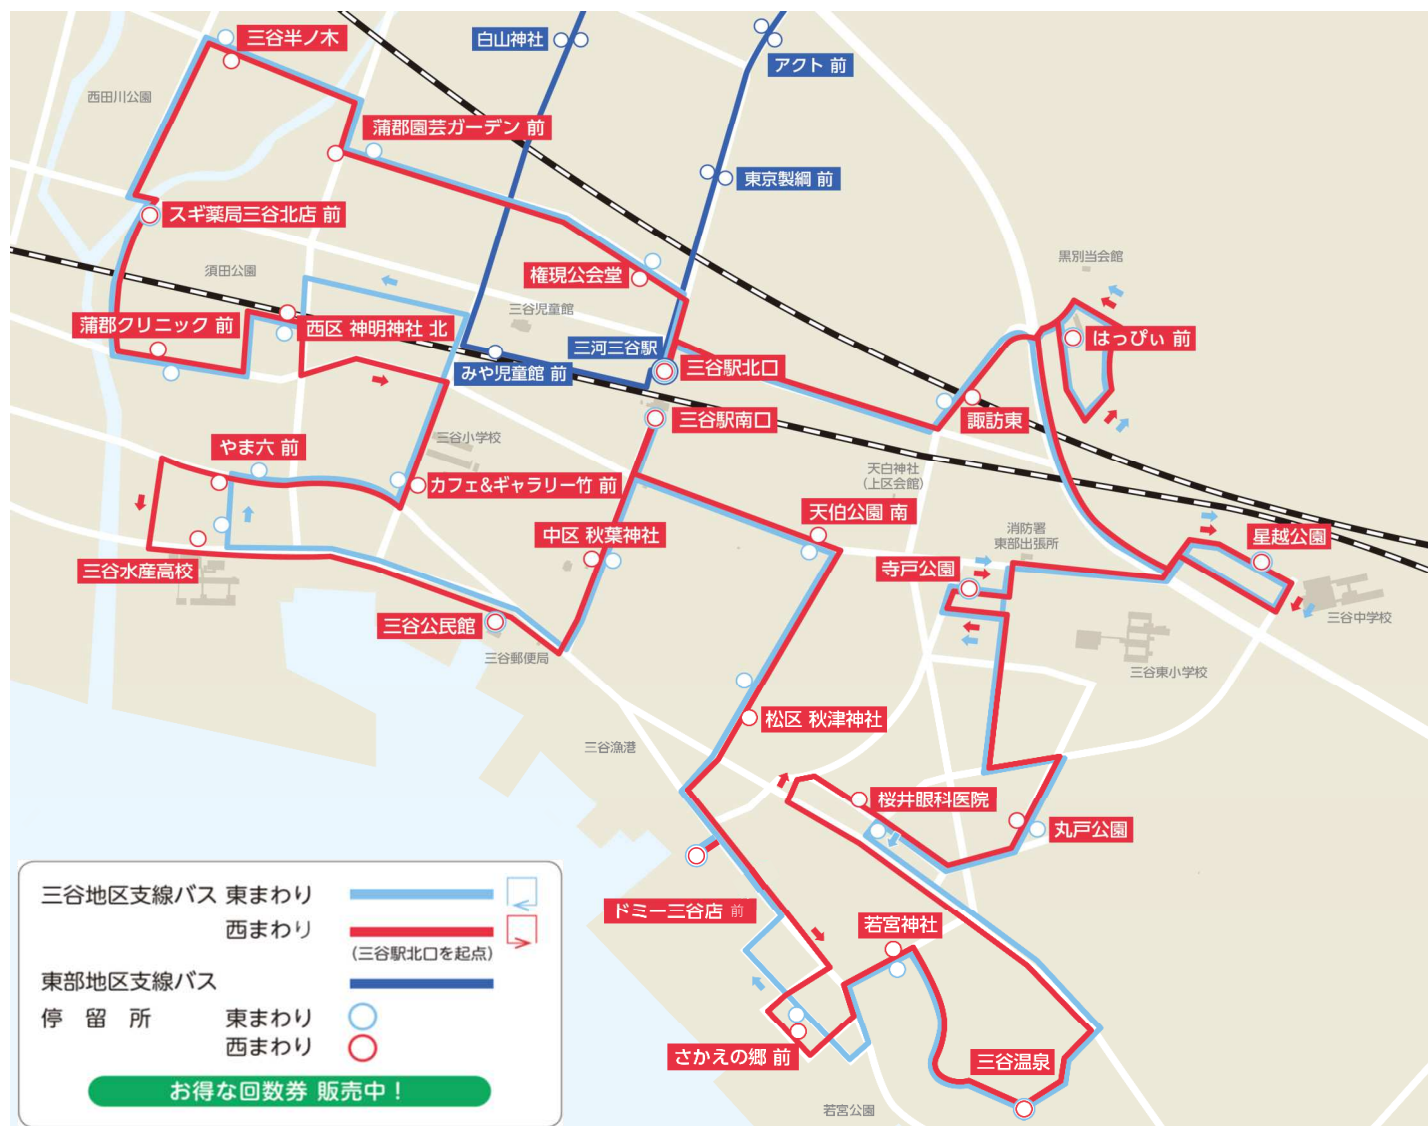 三谷半ノ木
白山神社
アクト 前
西田川公園
蒲郡園芸ガーデン 前
東京製綱 前
スギ薬局三谷北店 前
須田公園
権現公会堂
黒別当会館
蒲郡クリニック 前
西区 神明神社 北
三谷児童館
三河三谷駅
はっぴぃ 前
みや児童館 前
三谷駅北口
三谷駅南口
諏訪東
やま六 前
三谷小学校
カフェ&ギャラリー竹 前
天白神社
(上区会館)
天伯公園 南
中区 秋葉神社
消防署
東部出張所
星越公園
三谷水産高校
寺戸公園
三谷中学校
三谷公民館
三谷郵便局
三谷東小学校
松区 秋津神社
三谷漁港
桜井眼科医院
丸戸公園
ドミー三谷店 前
若宮神社
さかえの郷 前
三谷温泉
若宮公園
三谷地区支線バス 東まわり
西まわり
(三谷駅北口を起点)
東部地区支線バス
停留所 東まわり
西まわり
お得な回数券 販売中!